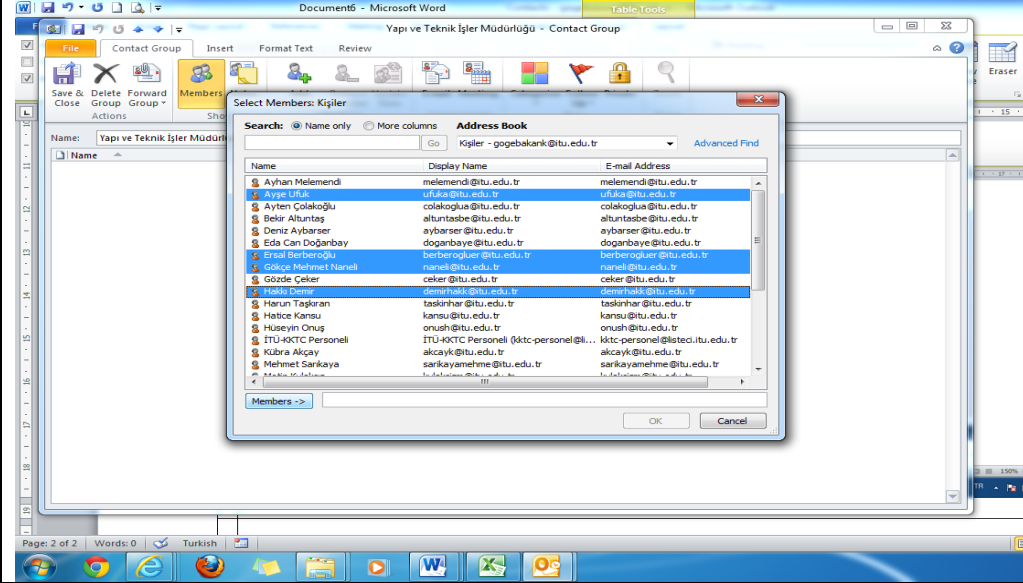 Document6 - Microsoft Word
Table Tools
Yapı ve Teknik İşler Müdürlüğü - Contact Group
File Contact Group Insert Format Text Review
Save & Close
Delete Group
Forward Group
Members
Eraser
Actions
Name: Yapı ve Teknik İşler Müdürl
Name
Select Members: Kişiler
Search: Name only More columns Address Book
Go Kişiler - gogebakank@itu.edu.tr Advanced Find
Name Display Name E-mail Address
Ayhan Melemendi melemendi@itu.edu.tr melemendi@itu.edu.tr
Ayşe Ufuk ufuka@itu.edu.tr ufuka@itu.edu.tr
Ayten Çolakoğlu colakoglua@itu.edu.tr colakoglua@itu.edu.tr
Bekir Altuntaş altuntasbe@itu.edu.tr altuntasbe@itu.edu.tr
Deniz Aybarser aybarser@itu.edu.tr aybarser@itu.edu.tr
Eda Can Doğanbay doganbaye@itu.edu.tr doganbaye@itu.edu.tr
Ersal Berberoğlu berberogluer@itu.edu.tr berberogluer@itu.edu.tr
Gökçe Mehmet Naneli naneli@itu.edu.tr naneli@itu.edu.tr
Gözde Çeker ceker@itu.edu.tr ceker@itu.edu.tr
Hakkı Demir demirhakk@itu.edu.tr demirhakk@itu.edu.tr
Harun Taşkıran taskinhar@itu.edu.tr taskinhar@itu.edu.tr
Hatice Kansu kansu@itu.edu.tr kansu@itu.edu.tr
Hüseyin Onuş onush@itu.edu.tr onush@itu.edu.tr
İTÜ-KKTC Personeli İTÜ-KKTC Personeli (kktc-personel@li... kktc-personel@listeci.itu.edu.tr
Kübra Akçay akcayk@itu.edu.tr akcayk@itu.edu.tr
Mehmet Sarıkaya sarikayamehme@itu.edu.tr sarikayamehme@itu.edu.tr
Members ->
OK Cancel
150%
TR
Page: 2 of 2 Words: 0 Turkish